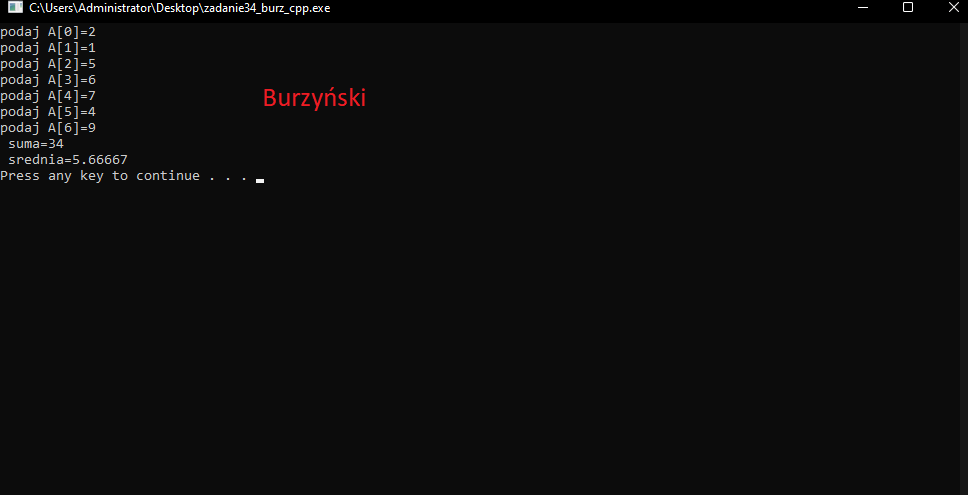 C:\Users\Administrator\Desktop\zadanie34_burz_cpp.exe
podaj A[0]=2
podaj A[1]=1
podaj A[2]=5
podaj A[3]=6
podaj A[4]=7
Burzyński
podaj A[5]=4
podaj A[6]=9
suma=34
srednia=5.66667
Press any key to continue . . .